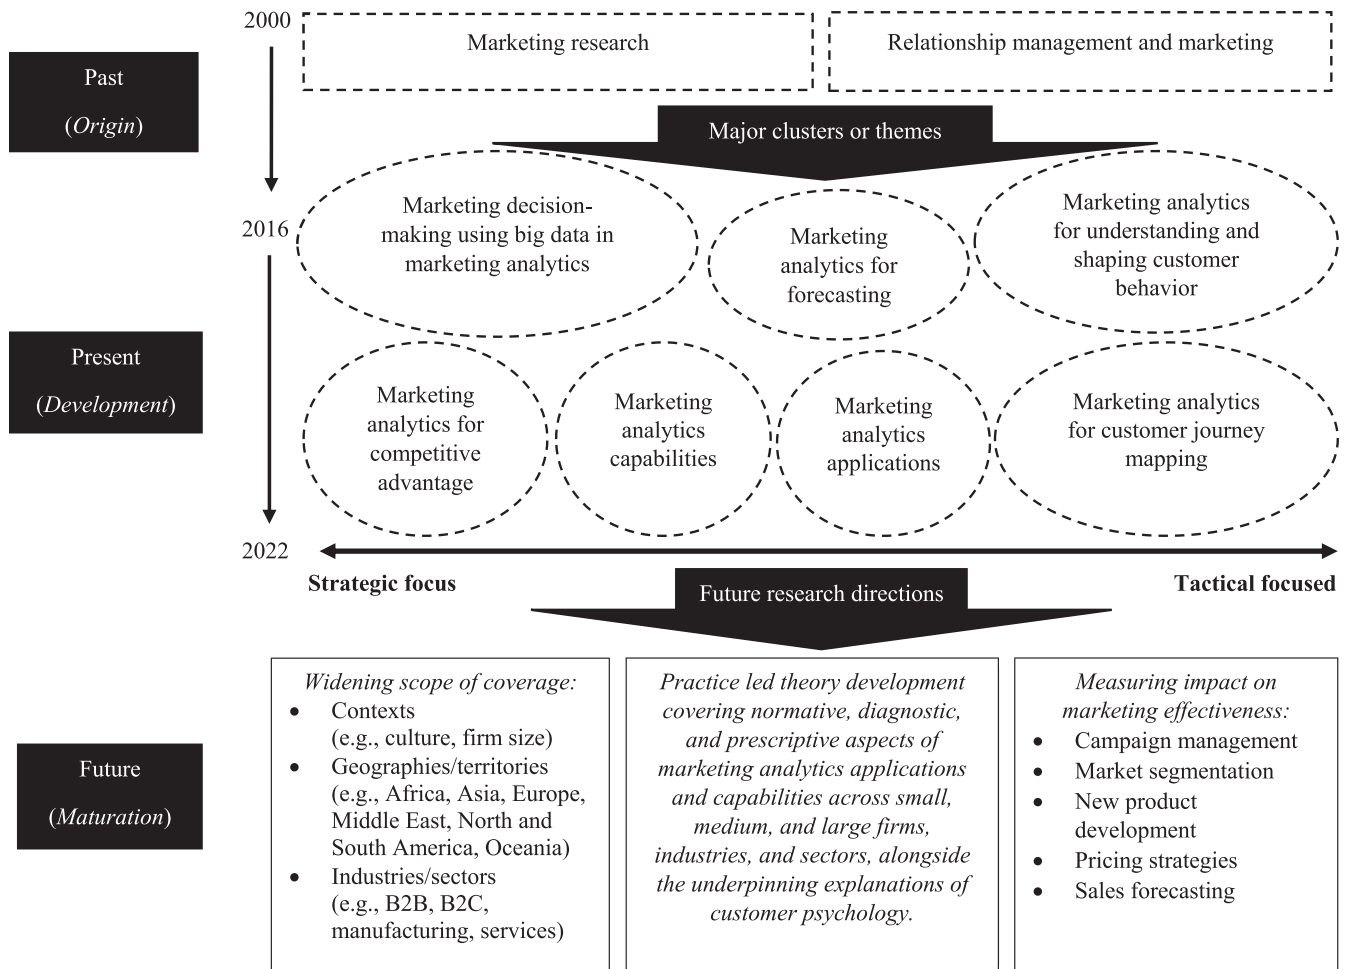 2000
Marketing research
Relationship management and marketing
Past
(Origin)
Major clusters or themes
2016
Marketing decision-
making using big data in
marketing analytics
Marketing
analytics for
forecasting
Marketing analytics
for understanding and
shaping customer
behavior
Present
(Development)
Marketing
analytics for
competitive
advantage
Marketing
analytics
capabilities
Marketing
analytics
applications
Marketing analytics
for customer journey
mapping
2022
Strategic focus
Tactical focused
Future research directions
Future
(Maturation)
Widening scope of coverage:
• Contexts
(e.g., culture, firm size)
• Geographies/territories
(e.g., Africa, Asia, Europe,
Middle East, North and
South America, Oceania)
• Industries/sectors
(e.g., B2B, B2C,
manufacturing, services)
Practice led theory development
covering normative, diagnostic,
and prescriptive aspects of
marketing analytics applications
and capabilities across small,
medium, and large firms,
industries, and sectors, alongside
the underpinning explanations of
customer psychology.
Measuring impact on
marketing effectiveness:
• Campaign management
• Market segmentation
• New product
development
• Pricing strategies
• Sales forecasting